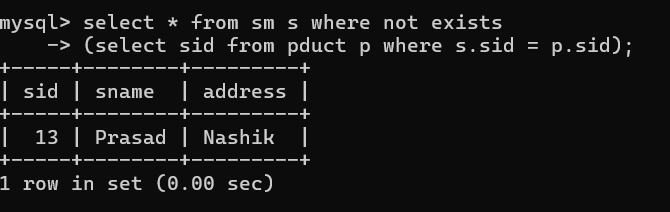 mysql> select * from sm s where not exists
    -> (select sid from pduct p where s.sid = p.sid);
+-----+--------+---------+
| sid | sname  | address |
+-----+--------+---------+
|  13 | Prasad | Nashik  |
+-----+--------+---------+
1 row in set (0.00 sec)